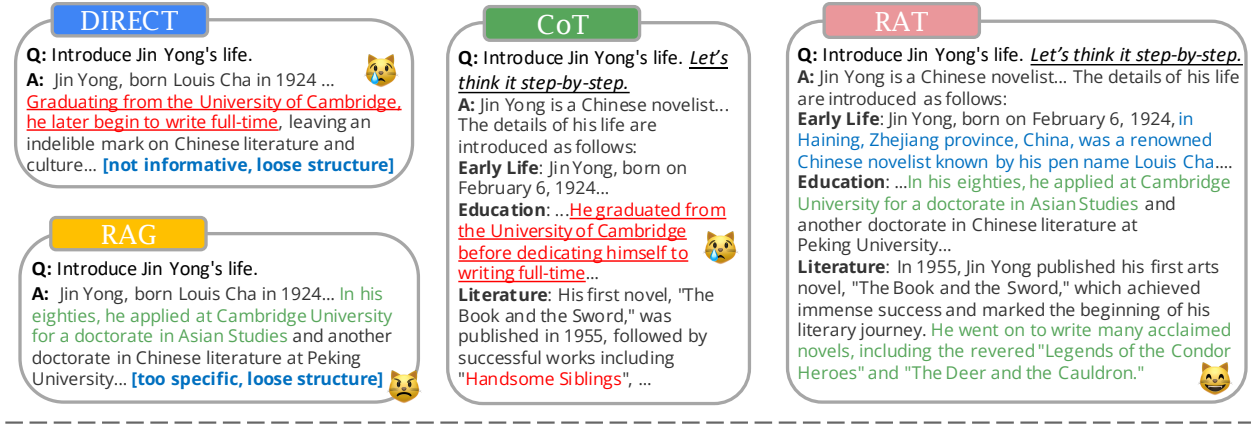 DIRECT
Q: Introduce Jin Yong's life.
A: Jin Yong, born Louis Cha in 1924 ...
Graduating from the University of Cambridge,
he later begin to write full-time, leaving an
indelible mark on Chinese literature and
culture... [not informative, loose structure]
RAG
Q: Introduce Jin Yong's life.
A: Jin Yong, born Louis Cha in 1924... In his
eighties, he applied at Cambridge University
for a doctorate in Asian Studies and another
doctorate in Chinese literature at Peking
University... [too specific, loose structure]
CoT
Q: Introduce Jin Yong's life. Let's
think it step-by-step.
A: Jin Yong is a Chinese novelist...
The details of his life are
introduced as follows:
Early Life: Jin Yong, born on
February 6, 1924...
Education: ...He graduated from
the University of Cambridge
before dedicating himself to
writing full-time...
Literature: His first novel, "The
Book and the Sword," was
published in 1955, followed by
successful works including
"Handsome Siblings", ...
RAT
Q: Introduce Jin Yong's life. Let's think it step-by-step.
A: Jin Yong is a Chinese novelist... The details of his life
are introduced as follows:
Early Life: Jin Yong, born on February 6, 1924, in
Haining, Zhejiang province, China, was a renowned
Chinese novelist known by his pen name Louis Cha....
Education: ...In his eighties, he applied at Cambridge
University for a doctorate in Asian Studies and
another doctorate in Chinese literature at
Peking University...
Literature: In 1955, Jin Yong published his first arts
novel, "The Book and the Sword," which achieved
immense success and marked the beginning of his
literary journey. He went on to write many acclaimed
novels, including the revered "Legends of the Condor
Heroes" and "The Deer and the Cauldron."